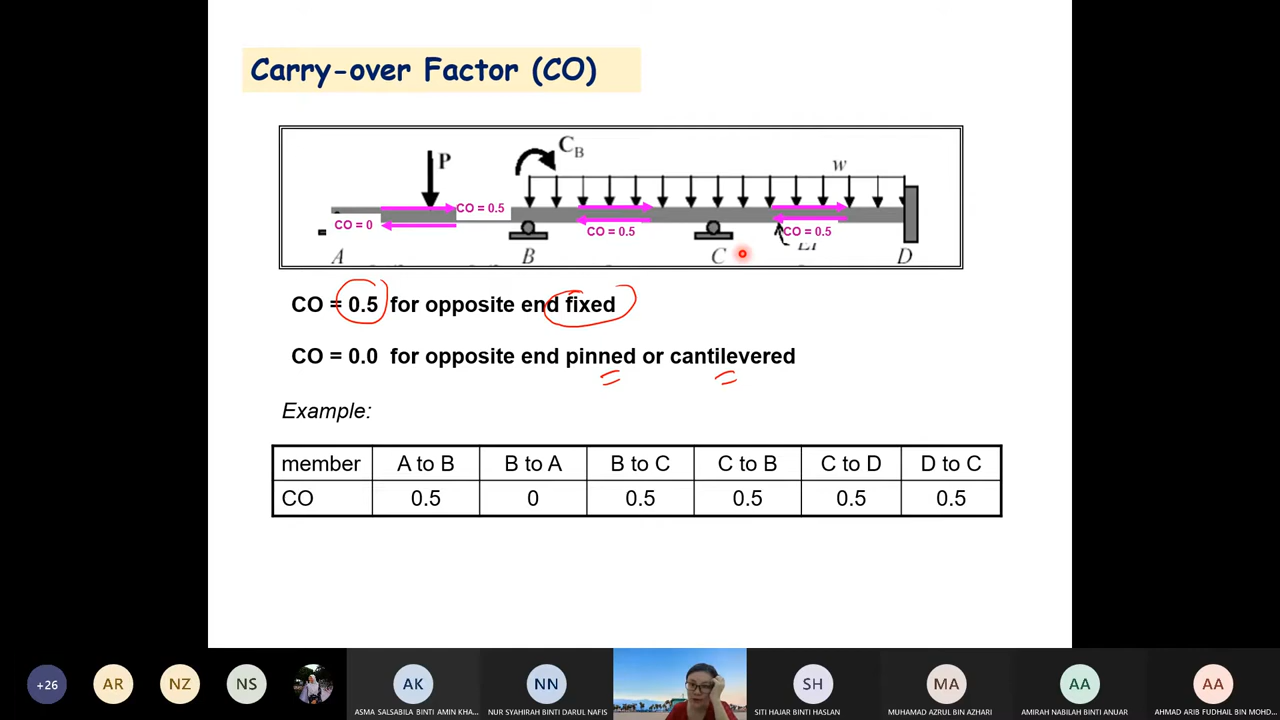 Carry-over Factor (CO)
P
C_B
w
CO = 0.5
CO = 0
CO = 0.5
CO = 0.5
A
B
C
D
CO = 0.5 for opposite end fixed
CO = 0.0 for opposite end pinned or cantilevered
Example:
member A to B B to A B to C C to B C to D D to C
CO 0.5 0 0.5 0.5 0.5 0.5
+26
AR
NZ
NS
AK
NN
SH
MA
AA
AA
ASMA SALSABILA BINTI AMIN KHA...
NUR SYAHIRAH BINTI DARUL NAFIS
SITI HAJAR BINTI HASLAN
MUHAMAD AZRUL BIN AZHARI
AMIRAH NABILAH BINTI ANUAR
AHMAD ARIB FUDHAIL BIN MOHD...